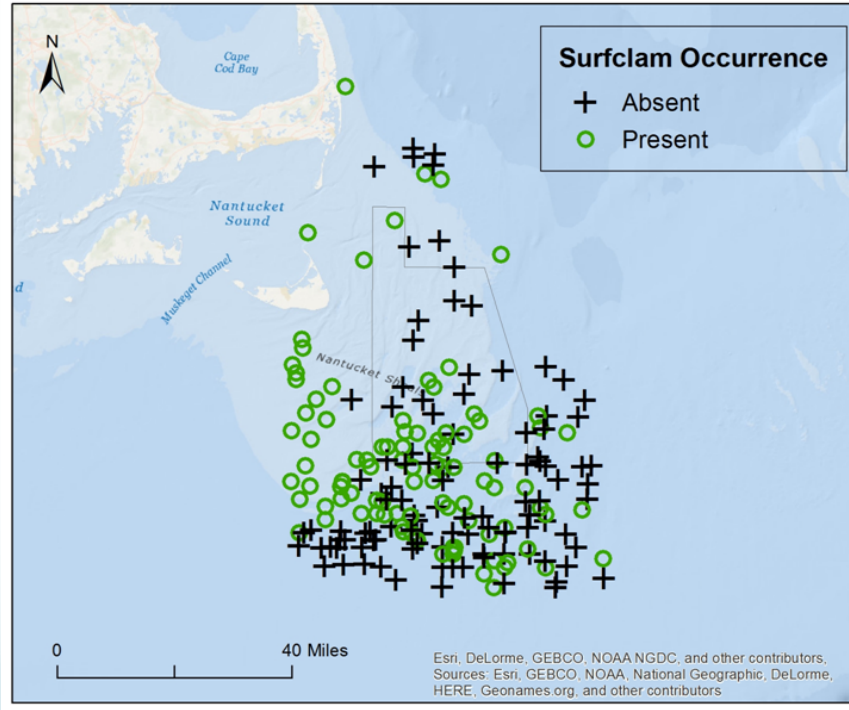 N
Cape
Cod Bay
Surfclam Occurrence
Absent
Present
Nantucket
Sound
d
Muskeget Channel
Nantucket Shoals
0
40 Miles
Esri, DeLorme, GEBCO, NOAA NGDC, and other contributors,
Sources: Esri, GEBCO, NOAA, National Geographic, DeLorme,
HERE, Geonames.org, and other contributors